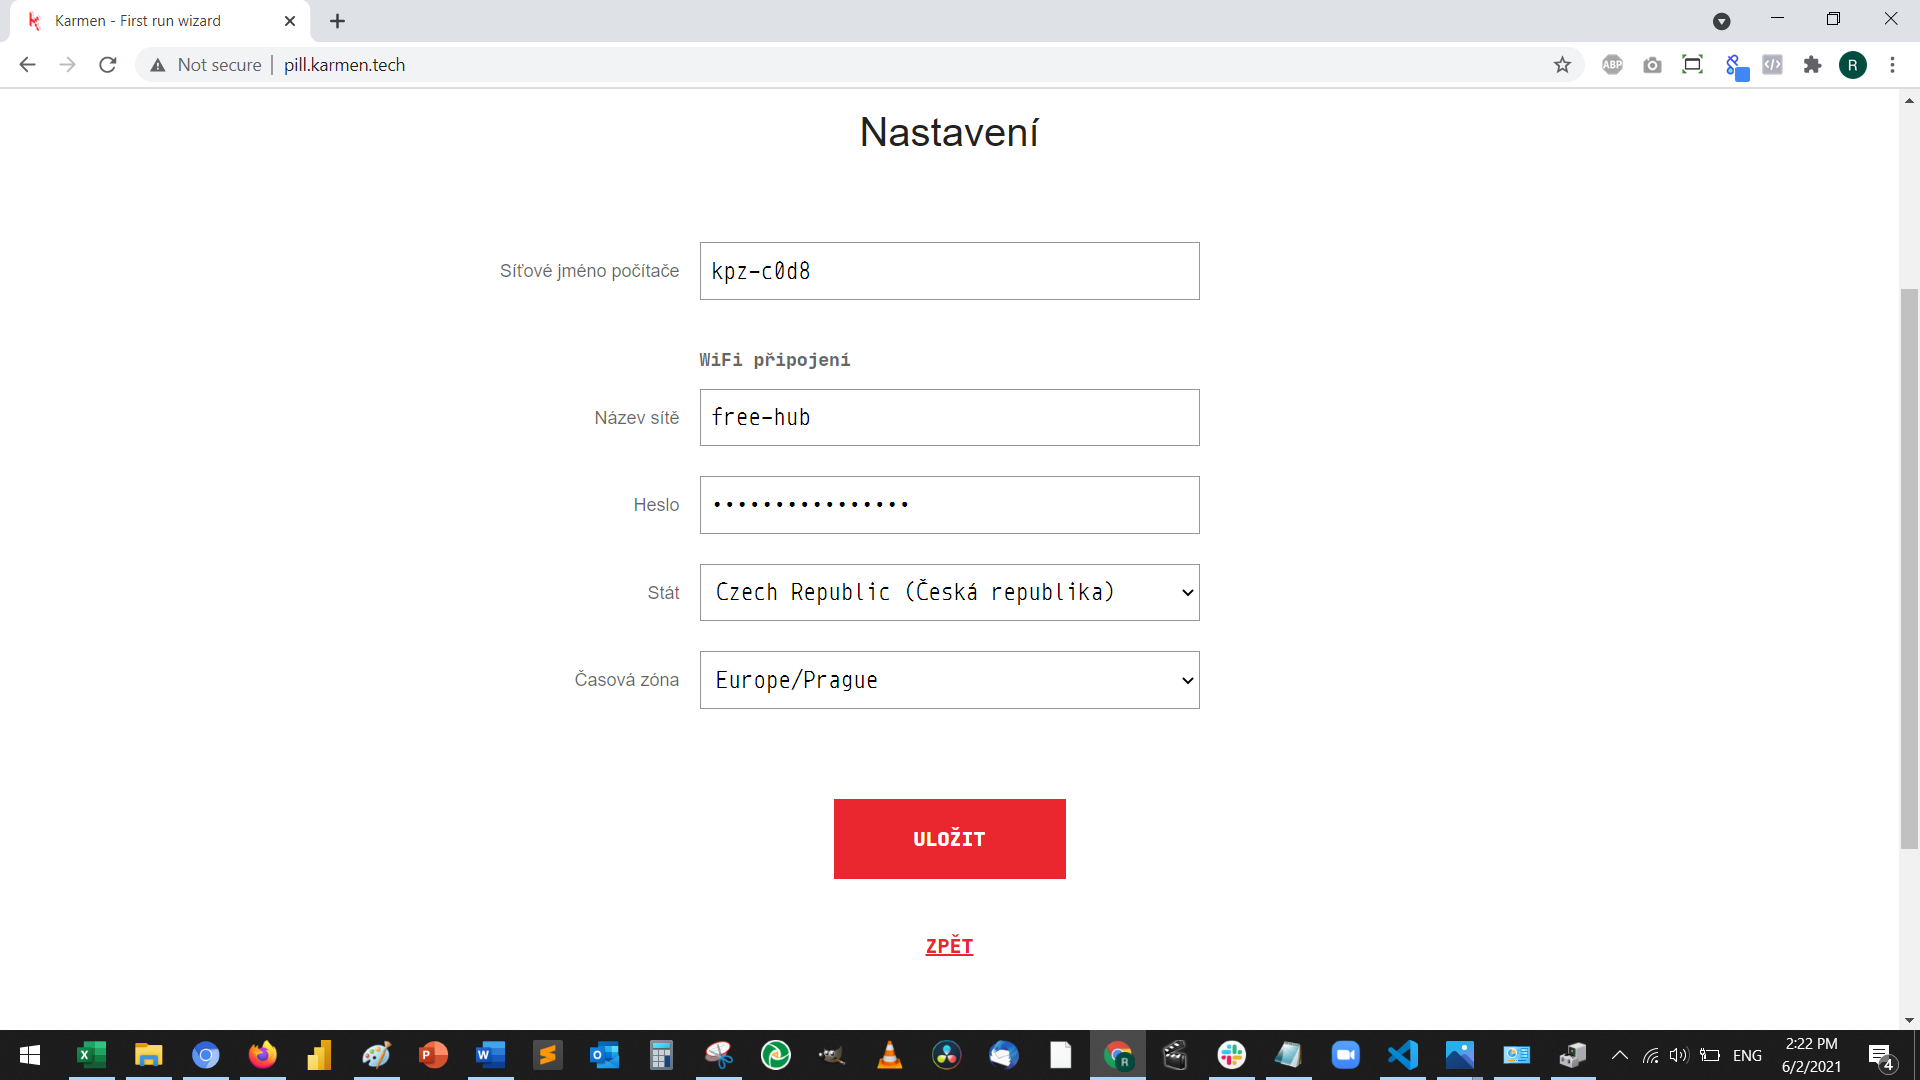 Karmen - First run wizard
Not secure
pill.karmen.tech
ABP
R
Nastavení
Síťové jméno počítače
kpz-c0d8
WiFi připojení
Název sítě
free-hub
Heslo
••••••••••••••••
Stát
Czech Republic (Česká republika)
Časová zóna
Europe/Prague
ULOŽIT
ZPĚT
ENG
2:22 PM
6/2/2021
4